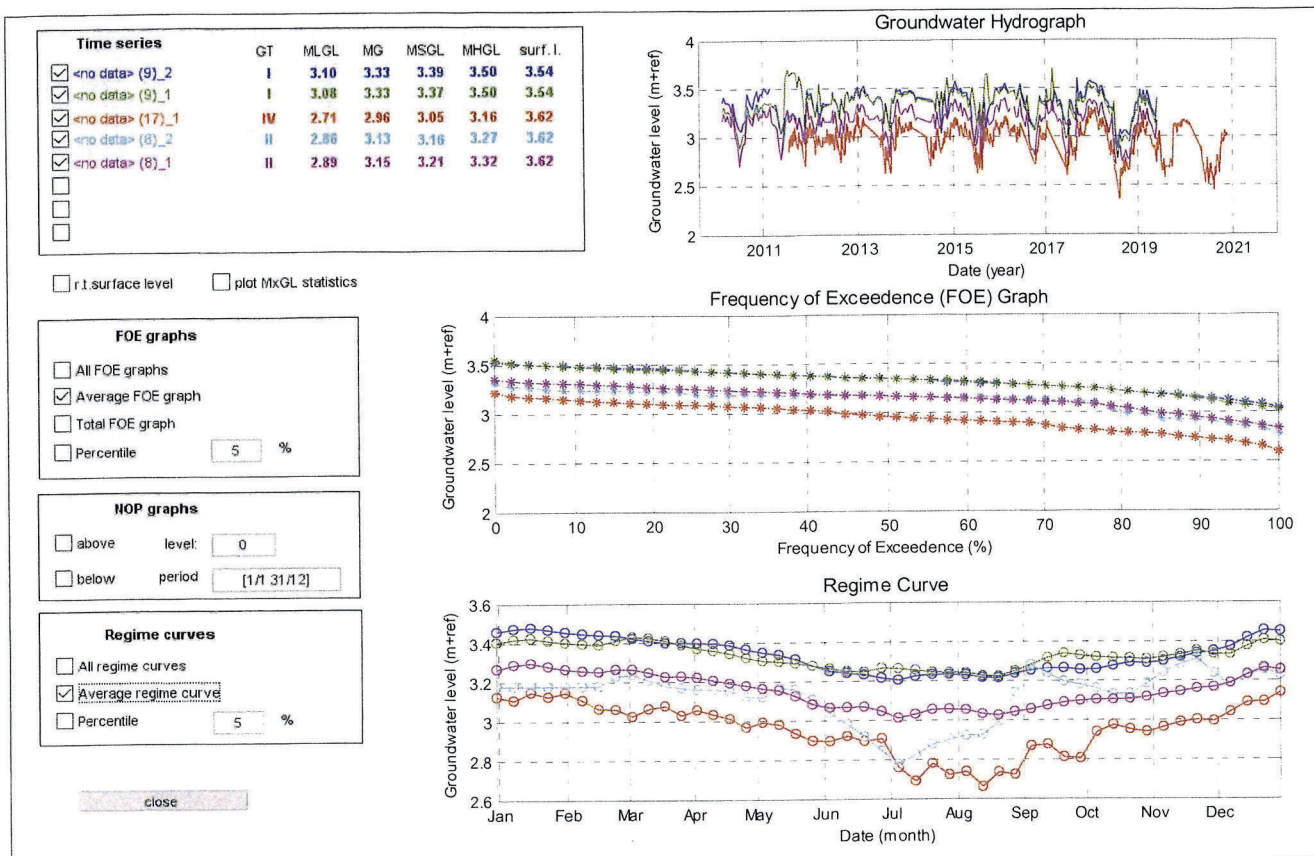 Time series GT MLGL MG MSGL MHGL surf. l.
<no data> (9)_2 I 3.10 3.33 3.39 3.50 3.54
<no data> (9)_1 I 3.08 3.33 3.37 3.50 3.54
<no data> (17)_1 IV 2.71 2.96 3.05 3.16 3.62
<no data> (8)_2 II 2.86 3.13 3.16 3.27 3.62
<no data> (8)_1 II 2.89 3.15 3.21 3.32 3.62
r.t.surface level plot MxGL statistics
FOE graphs
All FOE graphs
Average FOE graph
Total FOE graph
Percentile 5 %
NOP graphs
above level: 0
below period [1/1 31/12]
Regime curves
All regime curves
Average regime curve
Percentile 5 %
close
Groundwater Hydrograph
Groundwater level (m+ref)
4
3.5
3
2.5
2
2011 2013 2015 2017 2019 2021
Date (year)
Frequency of Exceedence (FOE) Graph
Groundwater level (m+ref)
4
3.5
3
2.5
2
0 10 20 30 40 50 60 70 80 90 100
Frequency of Exceedence (%)
Regime Curve
Groundwater level (m+ref)
3.6
3.4
3.2
3
2.8
2.6
Jan Feb Mar Apr May Jun Jul Aug Sep Oct Nov Dec
Date (month)